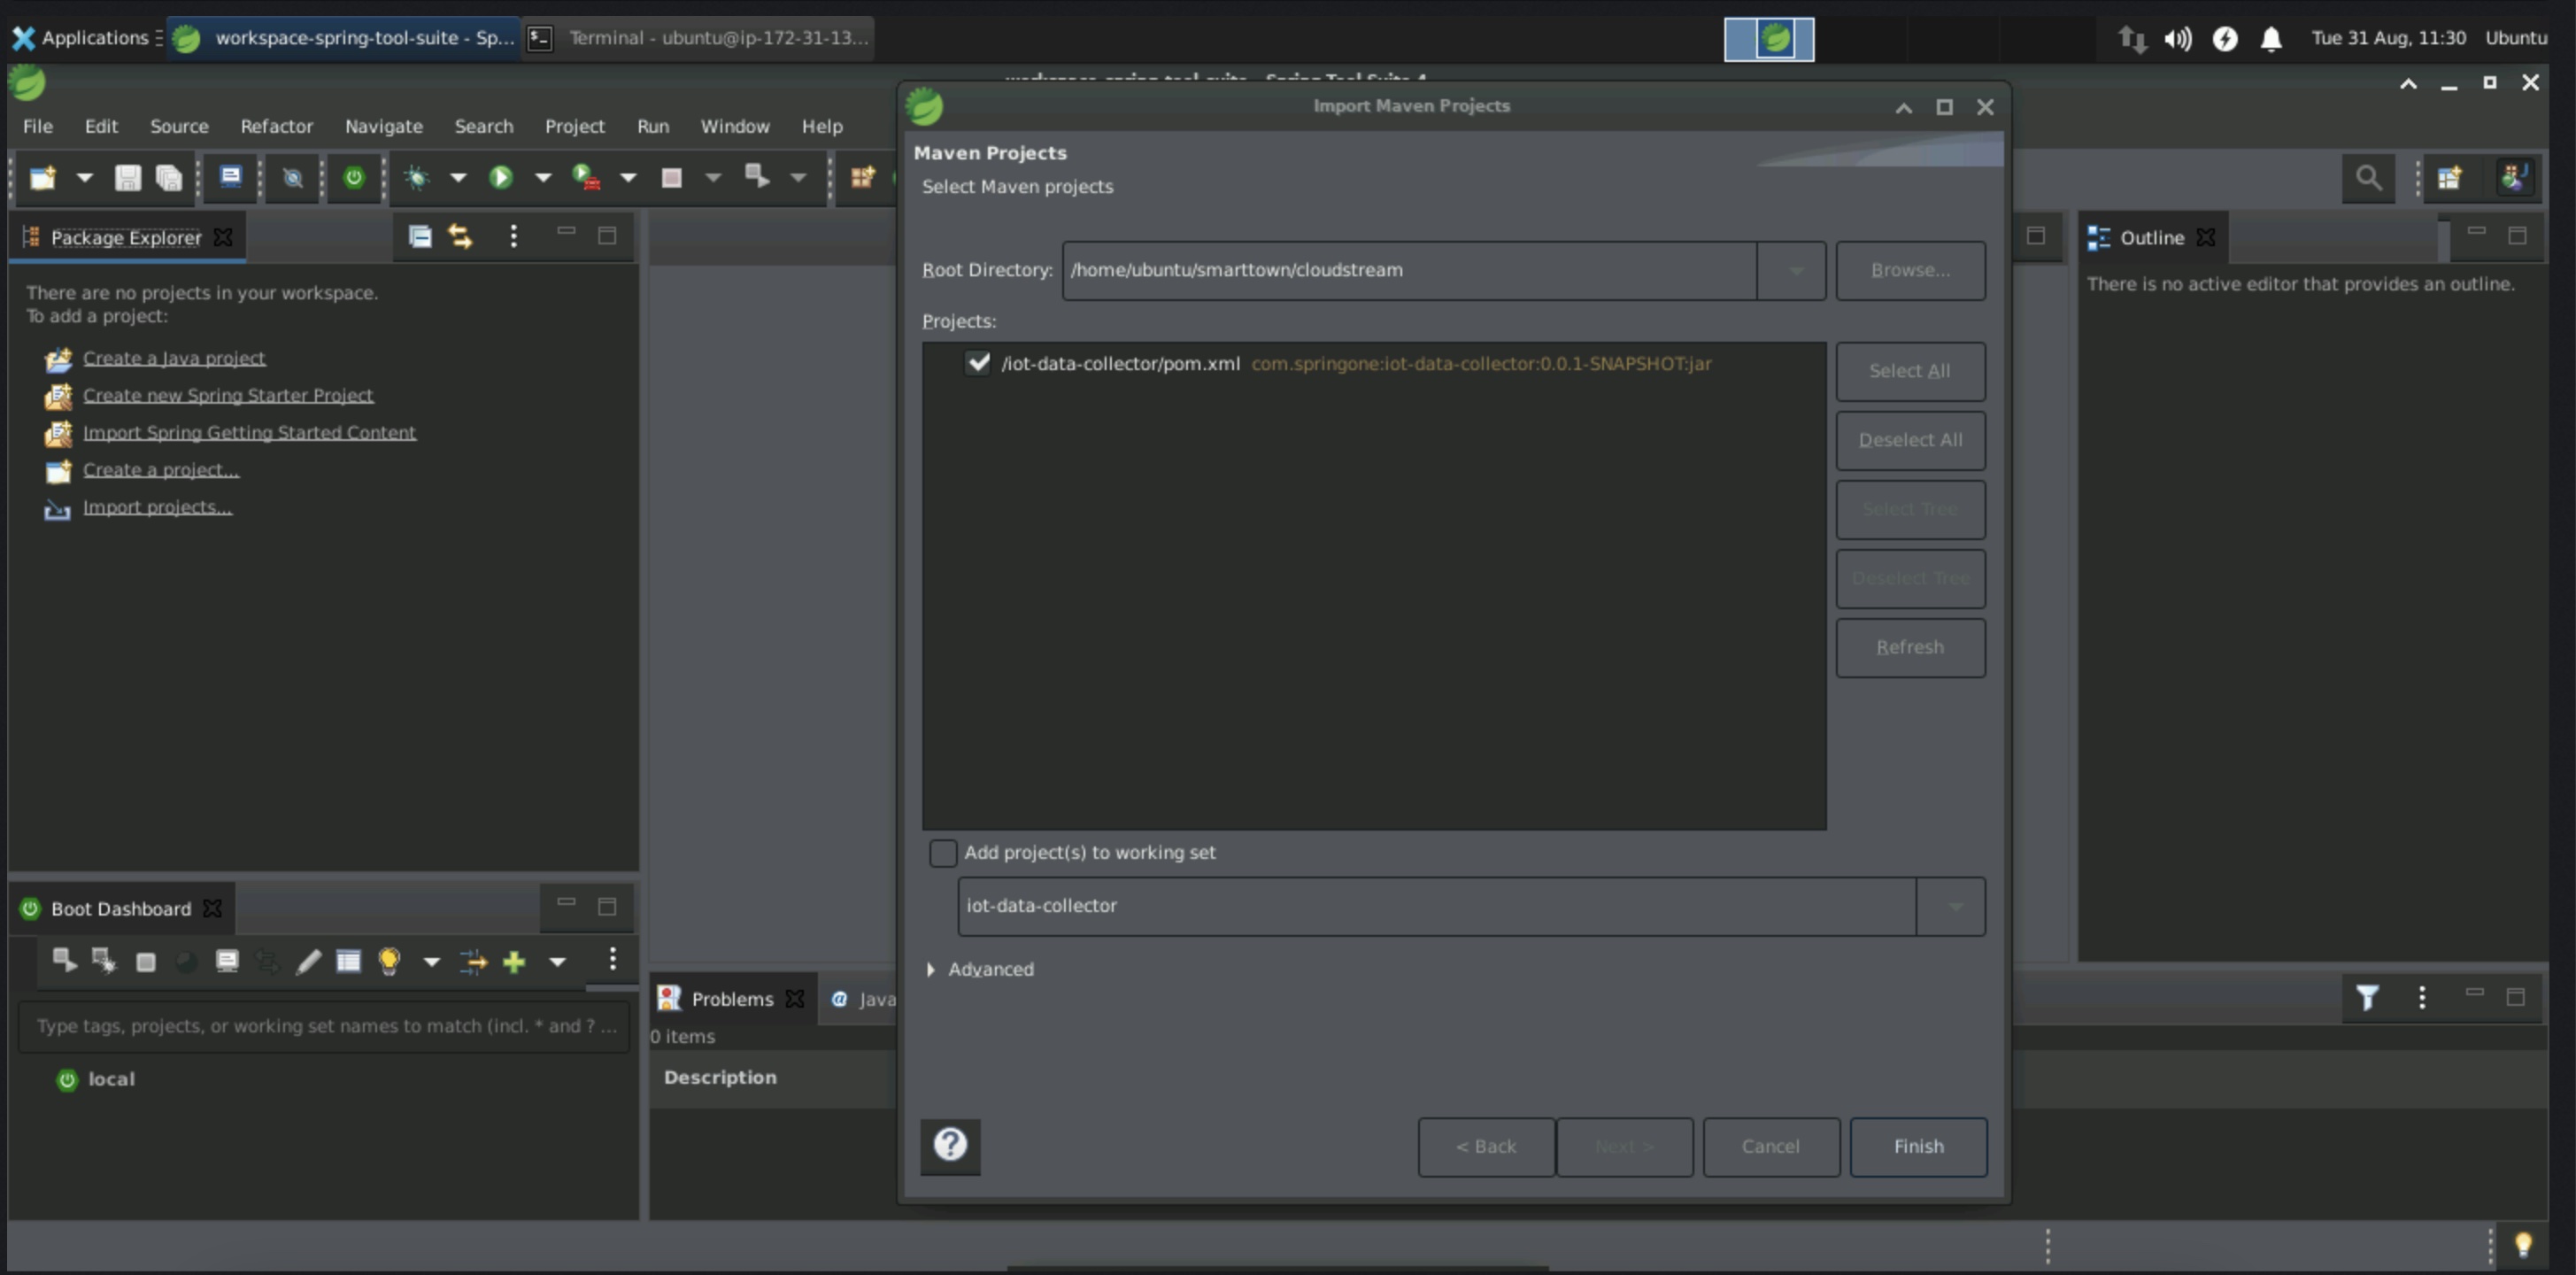 Applications
workspace-spring-tool-suite - Sp...
Terminal - ubuntu@ip-172-31-13...
Tue 31 Aug, 11:30 Ubuntu
Import Maven Projects
File Edit Source Refactor Navigate Search Project Run Window Help
Maven Projects
Select Maven projects
Package Explorer
There are no projects in your workspace.
To add a project:
Create a Java project
Create new Spring Starter Project
Import Spring Getting Started Content
Create a project...
Import projects...
Root Directory: /home/ubuntu/smarttown/cloudstream Browse...
Projects:
/iot-data-collector/pom.xml com.springone:iot-data-collector:0.0.1-SNAPSHOT:jar
Select All
Deselect All
Select Tree
Deselect Tree
Refresh
Add project(s) to working set
iot-data-collector
Advanced
< Back Next > Cancel Finish
Outline
There is no active editor that provides an outline.
Boot Dashboard
Type tags, projects, or working set names to match (incl. * and ? ...
local
Problems
Java
0 items
Description